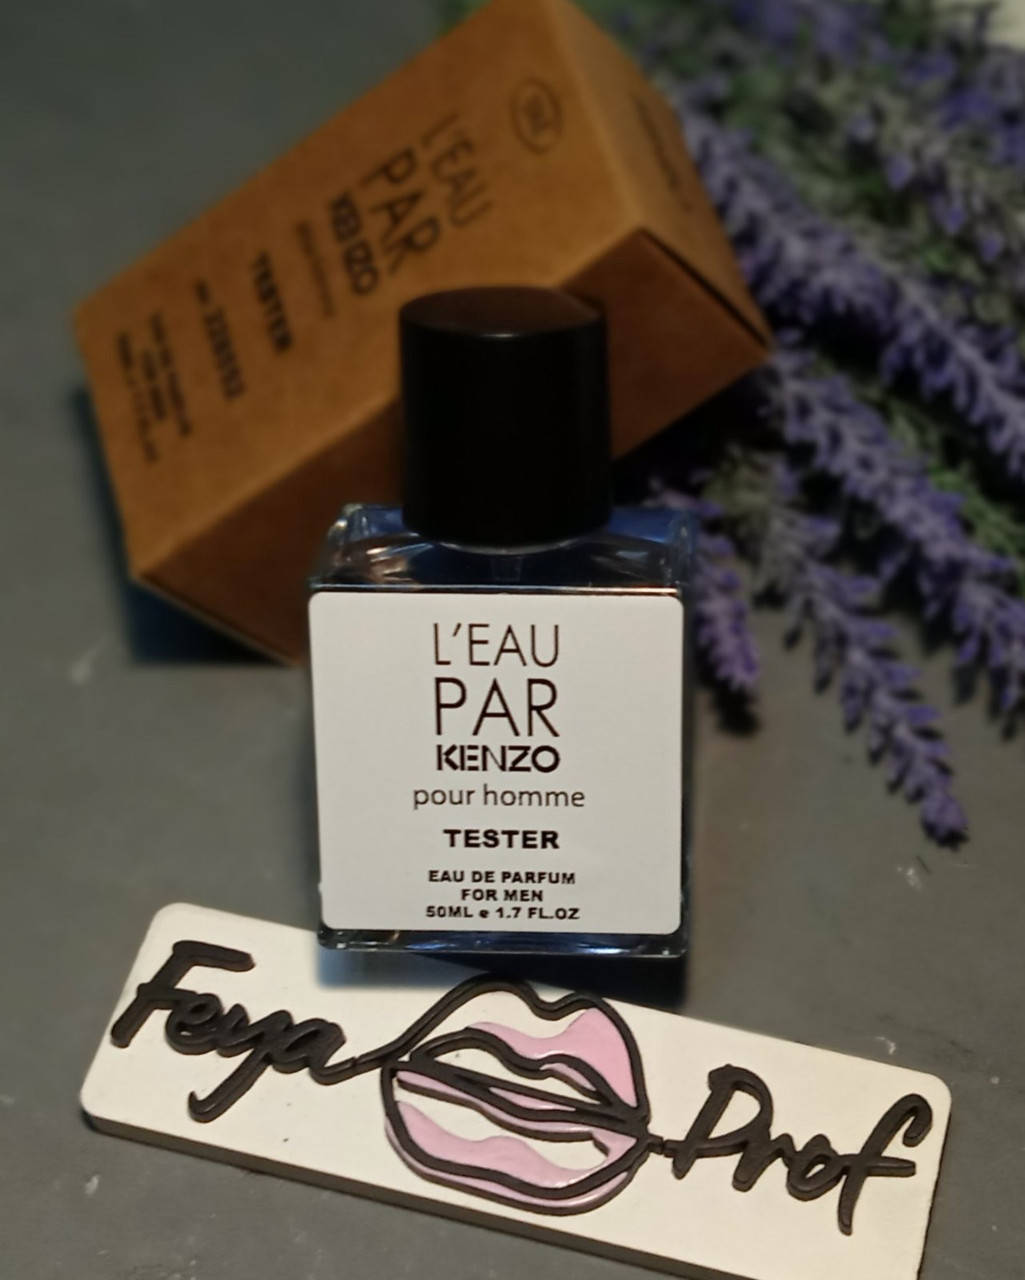 L'EAU
PAR
KENZO
TESTER
L'EAU
PAR
KENZO
pour homme
TESTER
EAU DE PARFUM
FOR MEN
50ML e 1.7 FL.OZ
Feya Prof